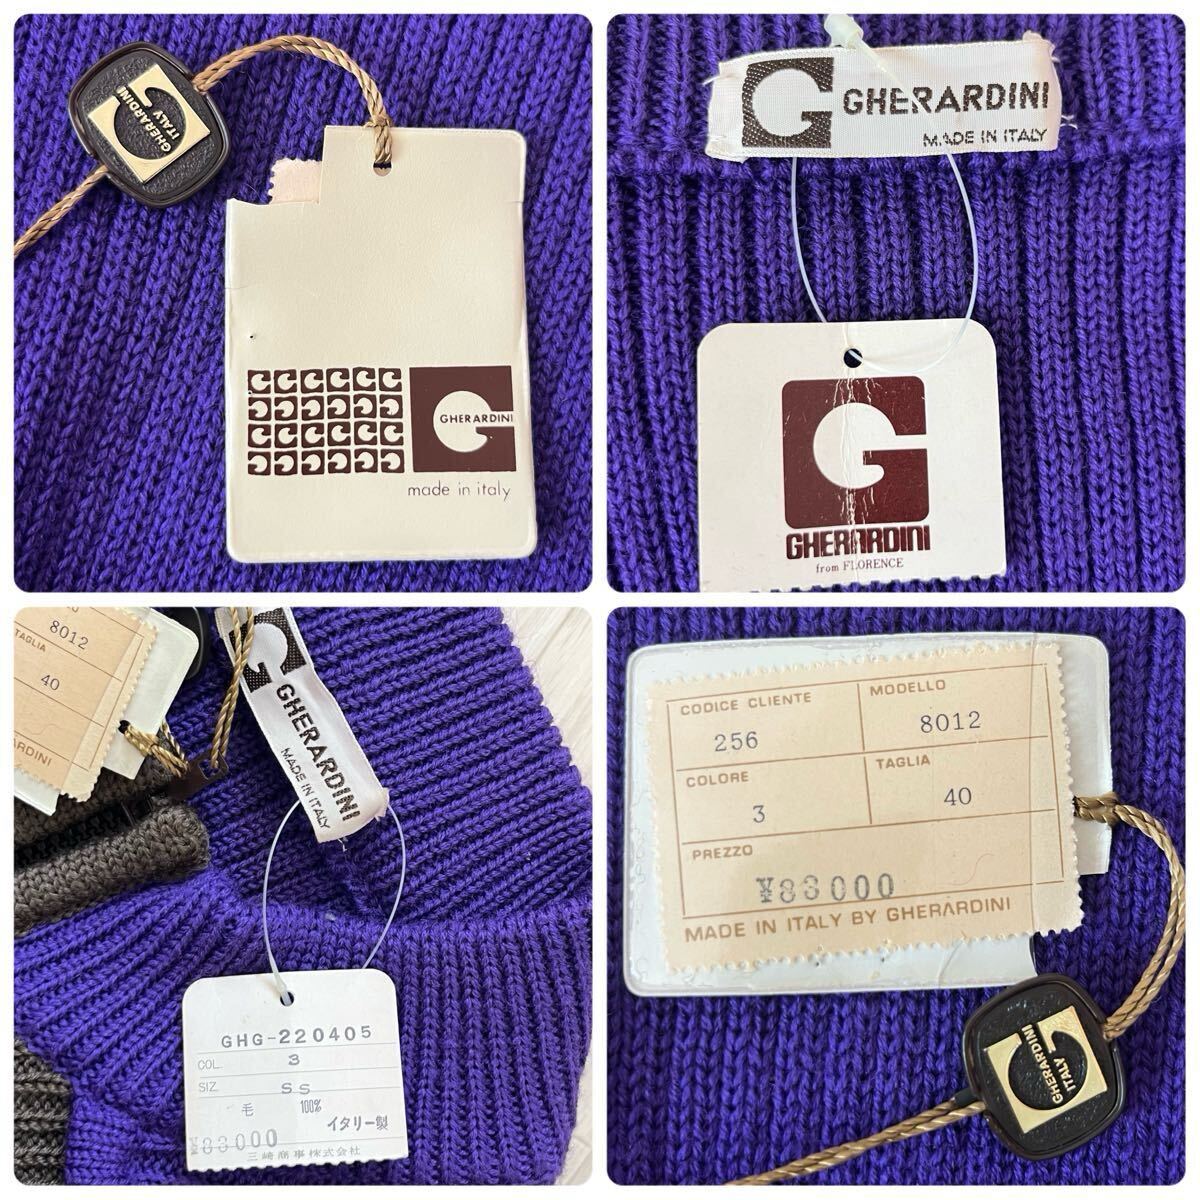 GHERARDINI
ITALY
GHERARDINI
made in italy
GHERARDINI
MADE IN ITALY
GHERARDINI
from FLORENCE
8012
TAGLIA
40
GHERARDINI
MADE IN ITALY
GHG-220405
COL. 3
SIZ. SS
毛 100%
イタリー製
¥83000
三崎商事株式会社
CODICE CLIENTE
256
MODELLO
8012
COLORE
3
TAGLIA
40
PREZZO
¥83000
MADE IN ITALY BY GHERARDINI
GHERARDINI
ITALY